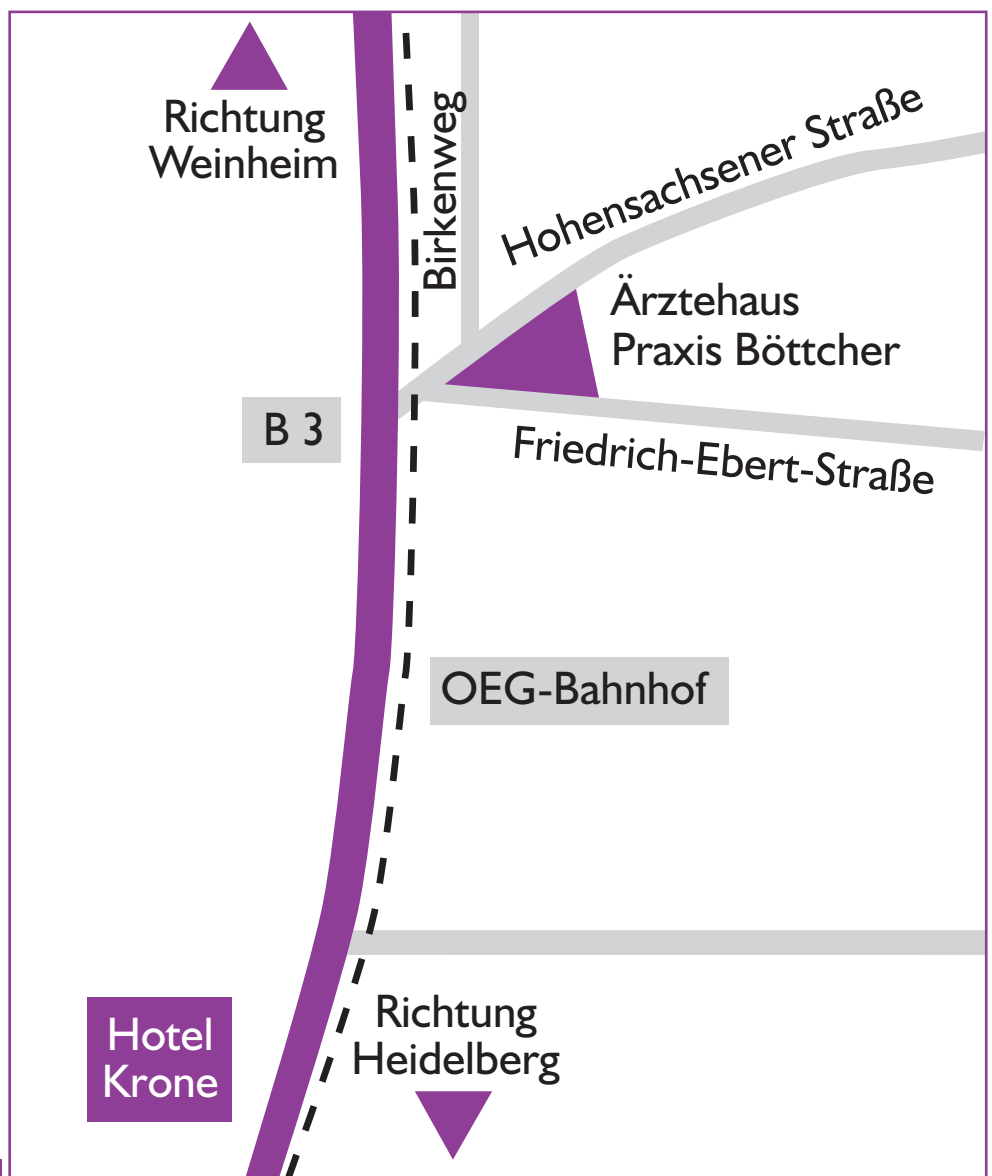 Richtung
Weinheim
Birkenweg
Hohensachsener Straße
Ärztehaus
Praxis Böttcher
B 3
Friedrich-Ebert-Straße
OEG-Bahnhof
Hotel
Krone
Richtung
Heidelberg